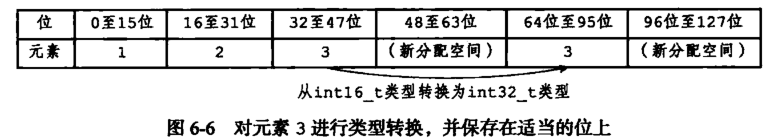 位 0至15位 16至31位 32至47位 48至63位 64位至95位 96位至127位
元素 1 2 3 (新分配空间) 3 (新分配空间)
从int16_t类型转换为int32_t类型
图 6-6 对元素 3 进行类型转换，并保存在适当的位上